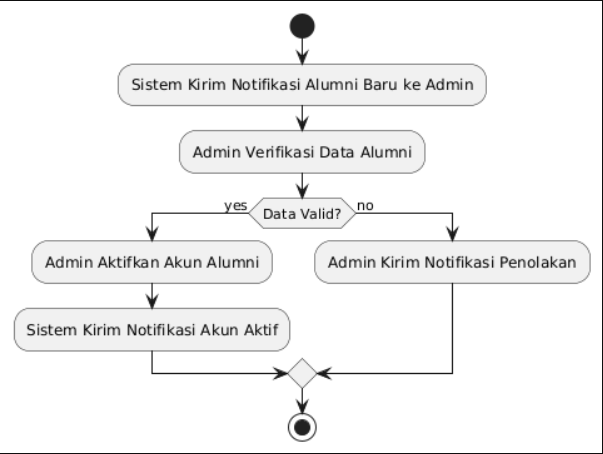 Sistem Kirim Notifikasi Alumni Baru ke Admin
Admin Verifikasi Data Alumni
yes
Data Valid?
no
Admin Aktifkan Akun Alumni
Admin Kirim Notifikasi Penolakan
Sistem Kirim Notifikasi Akun Aktif